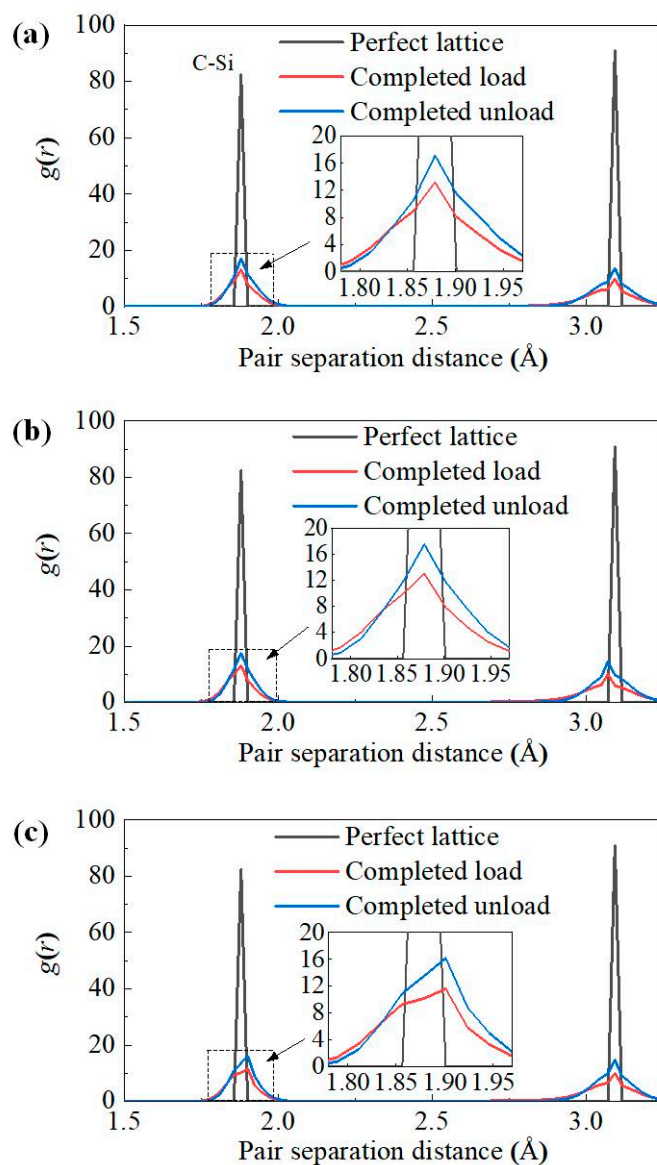 (a)
C-Si
Perfect lattice
Completed load
Completed unload
100
80
60
40
20
0
g(r)
20
16
12
8
4
0
1.80 1.85 1.90 1.95
1.5 2.0 2.5 3.0
Pair separation distance (Å)
(b)
Perfect lattice
Completed load
Completed unload
100
80
60
40
20
0
g(r)
20
16
12
8
4
0
1.80 1.85 1.90 1.95
1.5 2.0 2.5 3.0
Pair separation distance (Å)
(c)
Perfect lattice
Completed load
Completed unload
100
80
60
40
20
0
g(r)
20
16
12
8
4
0
1.80 1.85 1.90 1.95
1.5 2.0 2.5 3.0
Pair separation distance (Å)